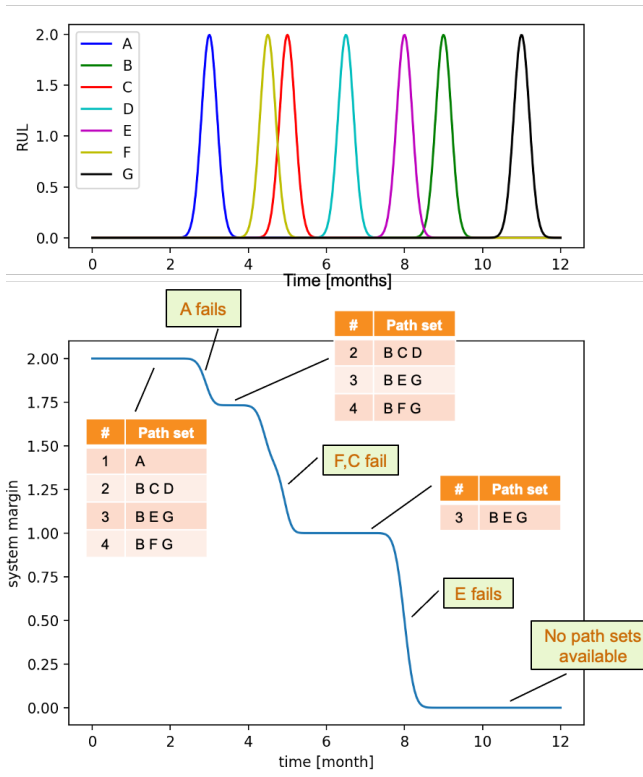 2.0
1.5
1.0
0.5
0.0
RUL
A
B
C
D
E
F
G
0 2 4 6 8 10 12
Time [months]
A fails
# Path set
2 B C D
3 B E G
4 B F G
2.00
1.75
1.50
1.25
1.00
0.75
0.50
0.25
0.00
system margin
# Path set
1 A
2 B C D
3 B E G
4 B F G
F,C fail
# Path set
3 B E G
E fails
No path sets
available
0 2 4 6 8 10 12
time [month]